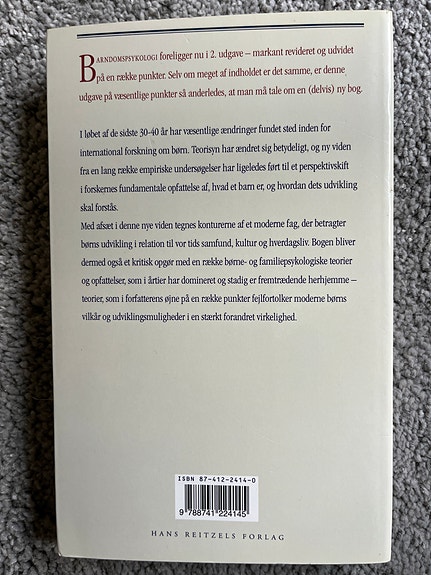 BARNDOMSPSYKOLOGI foreligger nu i 2. udgave – markant revideret og udvidet
på en række punkter. Selv om meget af indholdet er det samme, er denne
udgave på væsentlige punkter så anderledes, at man må tale om en (delvis) ny bog.
I løbet af de sidste 30-40 år har væsentlige ændringer fundet sted inden for
international forskning om børn. Teorisyn har ændret sig betydeligt, og ny viden
fra en lang række empiriske undersøgelser har ligeledes ført til et perspektivskift
i forskernes fundamentale opfattelse af, hvad et barn er, og hvordan dets udvikling
skal forstås.
Med afsæt i denne nye viden tegnes konturerne af et moderne fag, der betragter
børns udvikling i relation til vor tids samfund, kultur og hverdagsliv. Bogen bliver
dermed også et kritisk opgør med en række børne- og familiepsykologiske teorier
og opfattelser, som i årtier har domineret og stadig er fremtrædende herhjemme –
teorier, som i forfatterens øjne på en række punkter fejlfortolker moderne børns
vilkår og udviklingsmuligheder i en stærkt forandret virkelighed.
ISBN 87-412-2414-0
9 788741 224145
HANS REITZELS FORLAG